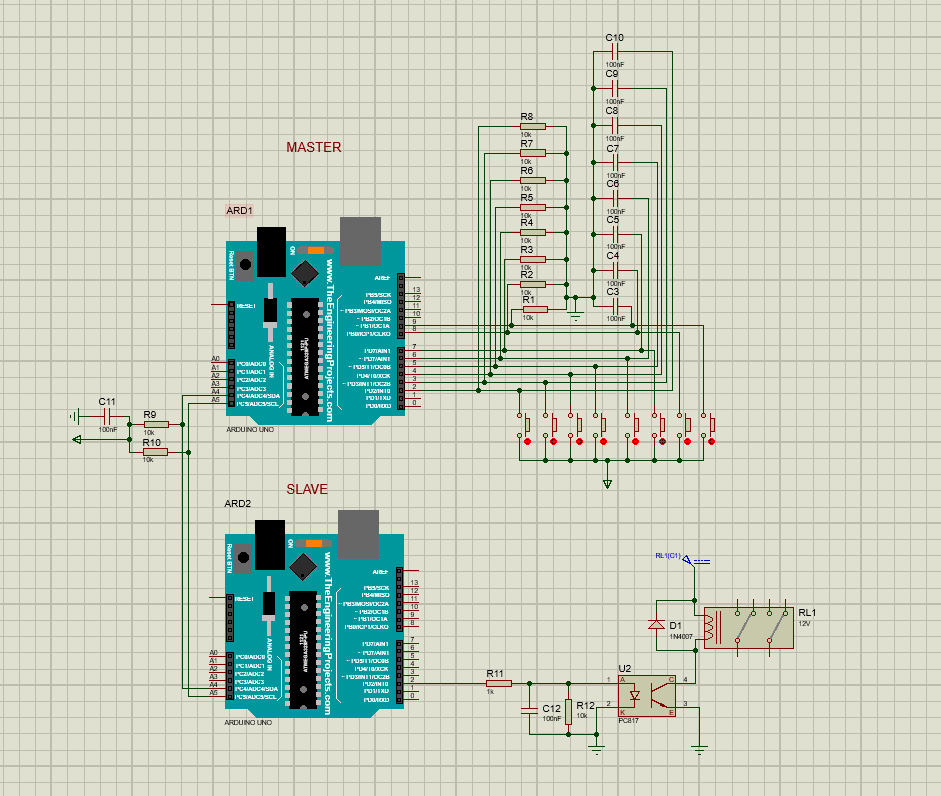 C10
100nF
C9
100nF
C8
100nF
C7
100nF
C6
100nF
C5
100nF
C4
100nF
C3
100nF
R8
10k
R7
10k
R6
10k
R5
10k
R4
10k
R3
10k
R2
10k
R1
10k
MASTER
ARD1
Reset BTN
ON
www.TheEngineeringProjects.com
ANALOG IN
RESET
AREF
13
12
11
10
9
8
7
6
5
4
3
2
1
0
PB5/SCK
PB4/MISO
~PB3/MOSI/OC2A
~PB2/OC1B
~PB1/OC1A
PB0/ICP1/CLKO
PD7/AIN1
~PD5/T1/OC0B
PD4/T0/XCK
~PD3/INT1/OC2B
PD2/INT0
PD1/TXD
PD0/RXD
A0
A1
A2
A3
A4
A5
PC0/ADC0
PC1/ADC1
PC2/ADC2
PC3/ADC3
PC4/ADC4/SDA
PC5/ADC5/SCL
ARDUINO UNO
C11
100nF
R9
10k
R10
10k
SLAVE
ARD2
Reset BTN
ON
www.TheEngineeringProjects.com
ANALOG IN
RESET
AREF
13
12
11
10
9
8
7
6
5
4
3
2
1
0
PB5/SCK
PB4/MISO
~PB3/MOSI/OC2A
~PB2/OC1B
~PB1/OC1A
PB0/ICP1/CLKO
PD7/AIN1
~PD5/T1/OC0B
PD4/T0/XCK
~PD3/INT1/OC2B
PD2/INT0
PD1/TXD
PD0/RXD
A0
A1
A2
A3
A4
A5
PC0/ADC0
PC1/ADC1
PC2/ADC2
PC3/ADC3
PC4/ADC4/SDA
PC5/ADC5/SCL
ARDUINO UNO
R11
1k
C12
100nF
R12
10k
U2
1
2
4
3
A
K
C
E
PC817
RL1(C1)
D1
1N4007
RL1
12V